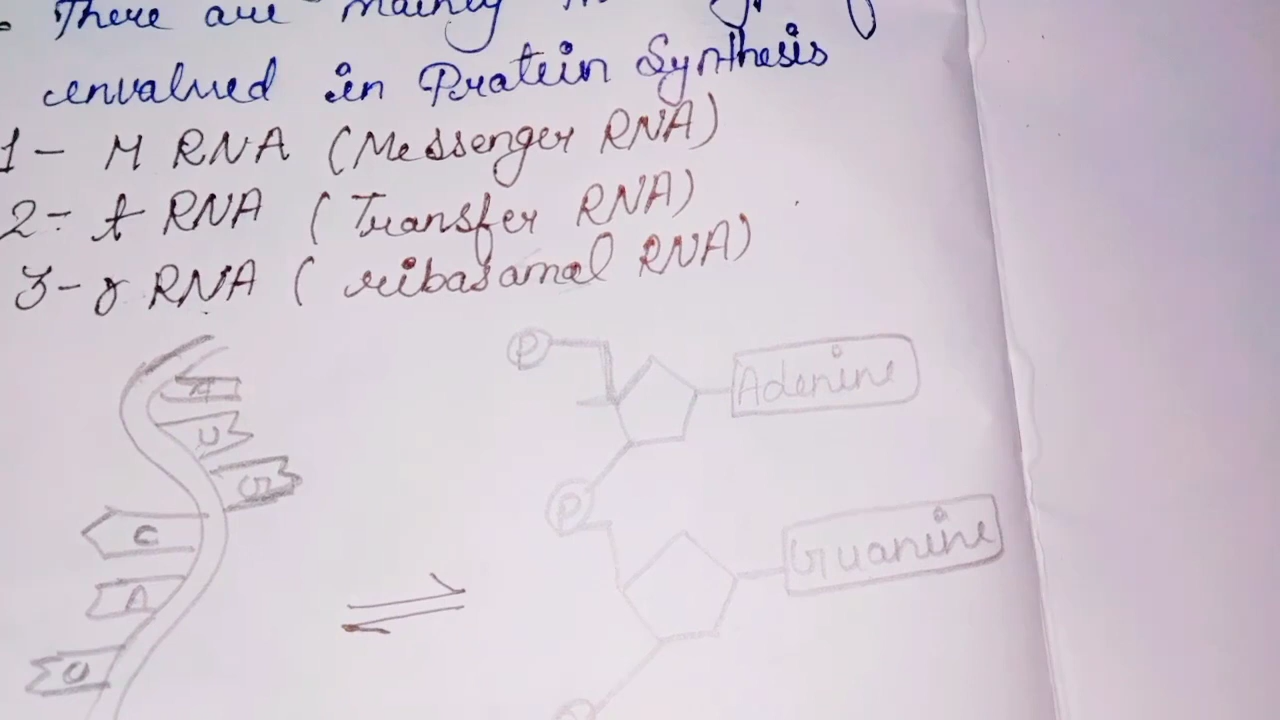 There are mainly
envalued in Protein Synthesis
1- M RNA (Messenger RNA)
2- t RNA (Transfer RNA)
3- r RNA (ribasamal RNA)
P
Adenine
A
U
G
P
C
Guanine
A
U